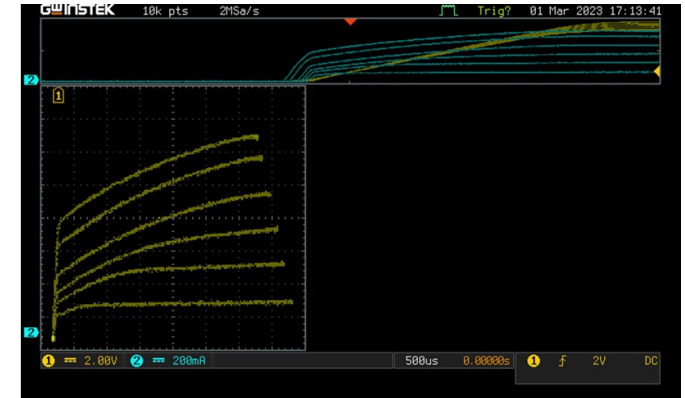 GWINSTEK 10k pts 2MSa/s Trig? 01 Mar 2023 17:13:41
2
1
2
1 2.00V 2 200mA 500us 0.00000s 1 2V DC